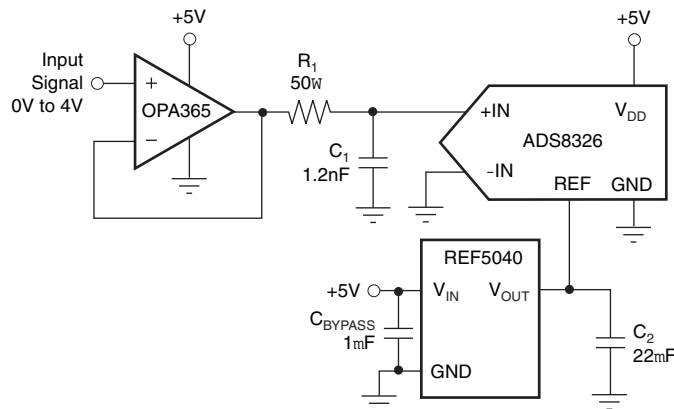 +5V
+5V
Input
Signal
0V to 4V
+
−
OPA365
R1
50W
C1
1.2nF
+IN
-IN
VDD
ADS8326
REF
GND
REF5040
+5V
VIN
VOUT
CBYPASS
1mF
GND
C2
22mF